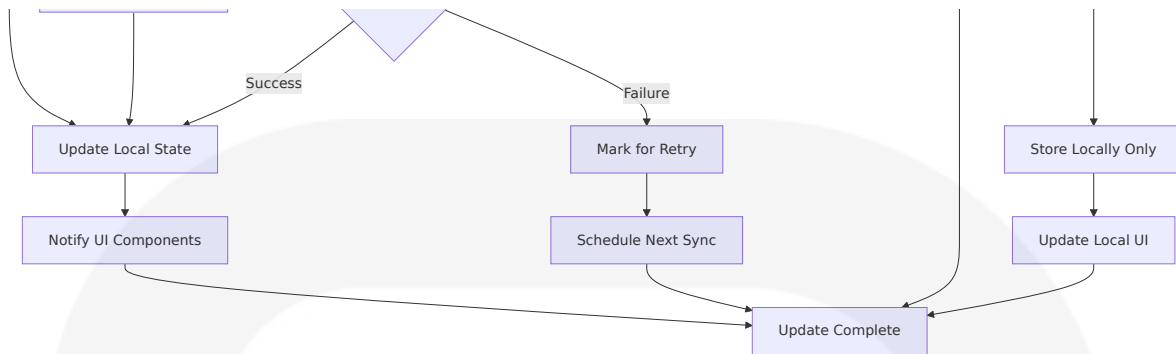 Success
Failure
Update Local State
Mark for Retry
Store Locally Only
Notify UI Components
Schedule Next Sync
Update Local UI
Update Complete